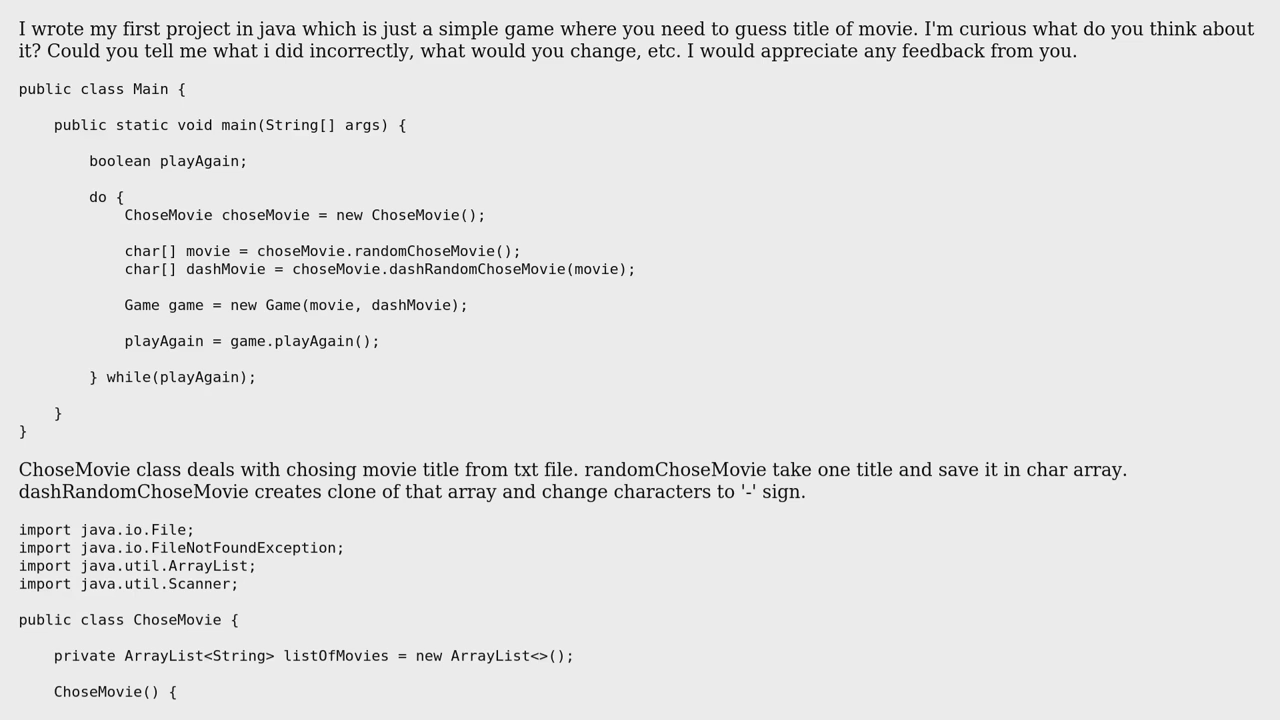 I wrote my first project in java which is just a simple game where you need to guess title of movie. I'm curious what do you think about
it? Could you tell me what i did incorrectly, what would you change, etc. I would appreciate any feedback from you.
public class Main {
    public static void main(String[] args) {
        boolean playAgain;
        do {
            ChoseMovie choseMovie = new ChoseMovie();
            char[] movie = choseMovie.randomChoseMovie();
            char[] dashMovie = choseMovie.dashRandomChoseMovie(movie);
            Game game = new Game(movie, dashMovie);
            playAgain = game.playAgain();
        } while(playAgain);
    }
}
ChoseMovie class deals with chosing movie title from txt file. randomChoseMovie take one title and save it in char array.
dashRandomChoseMovie creates clone of that array and change characters to '-' sign.
import java.io.File;
import java.io.FileNotFoundException;
import java.util.ArrayList;
import java.util.Scanner;
public class ChoseMovie {
    private ArrayList<String> listOfMovies = new ArrayList<>();
    ChoseMovie() {